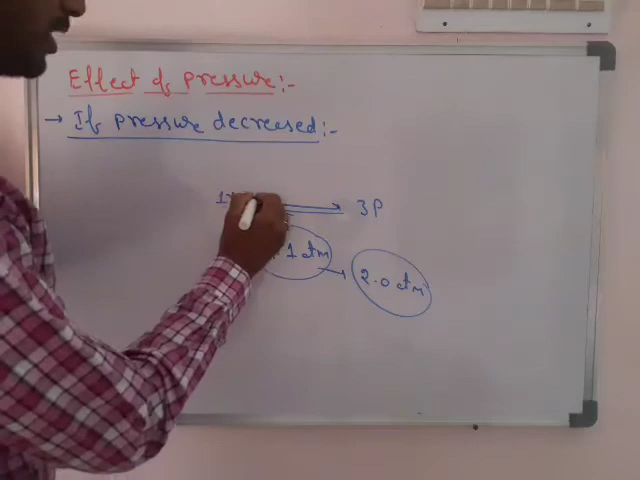 Effect of Pressure:-
→ If pressure decreased:-
⟶ 3P
1 atm → 2.0 atm